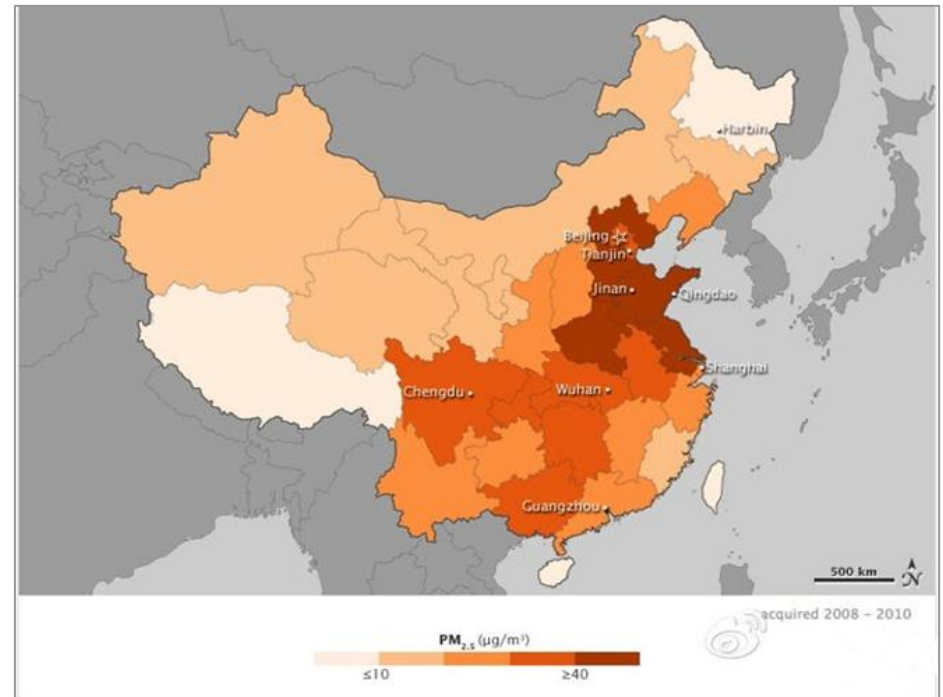 Harbin
Beijing
Tianjin
Jinan
Qingdao
Shanghai
Chengdu
Wuhan
Guangzhou
500 km
N
acquired 2008 – 2010
PM2.5 (µg/m³)
≤10
≥40